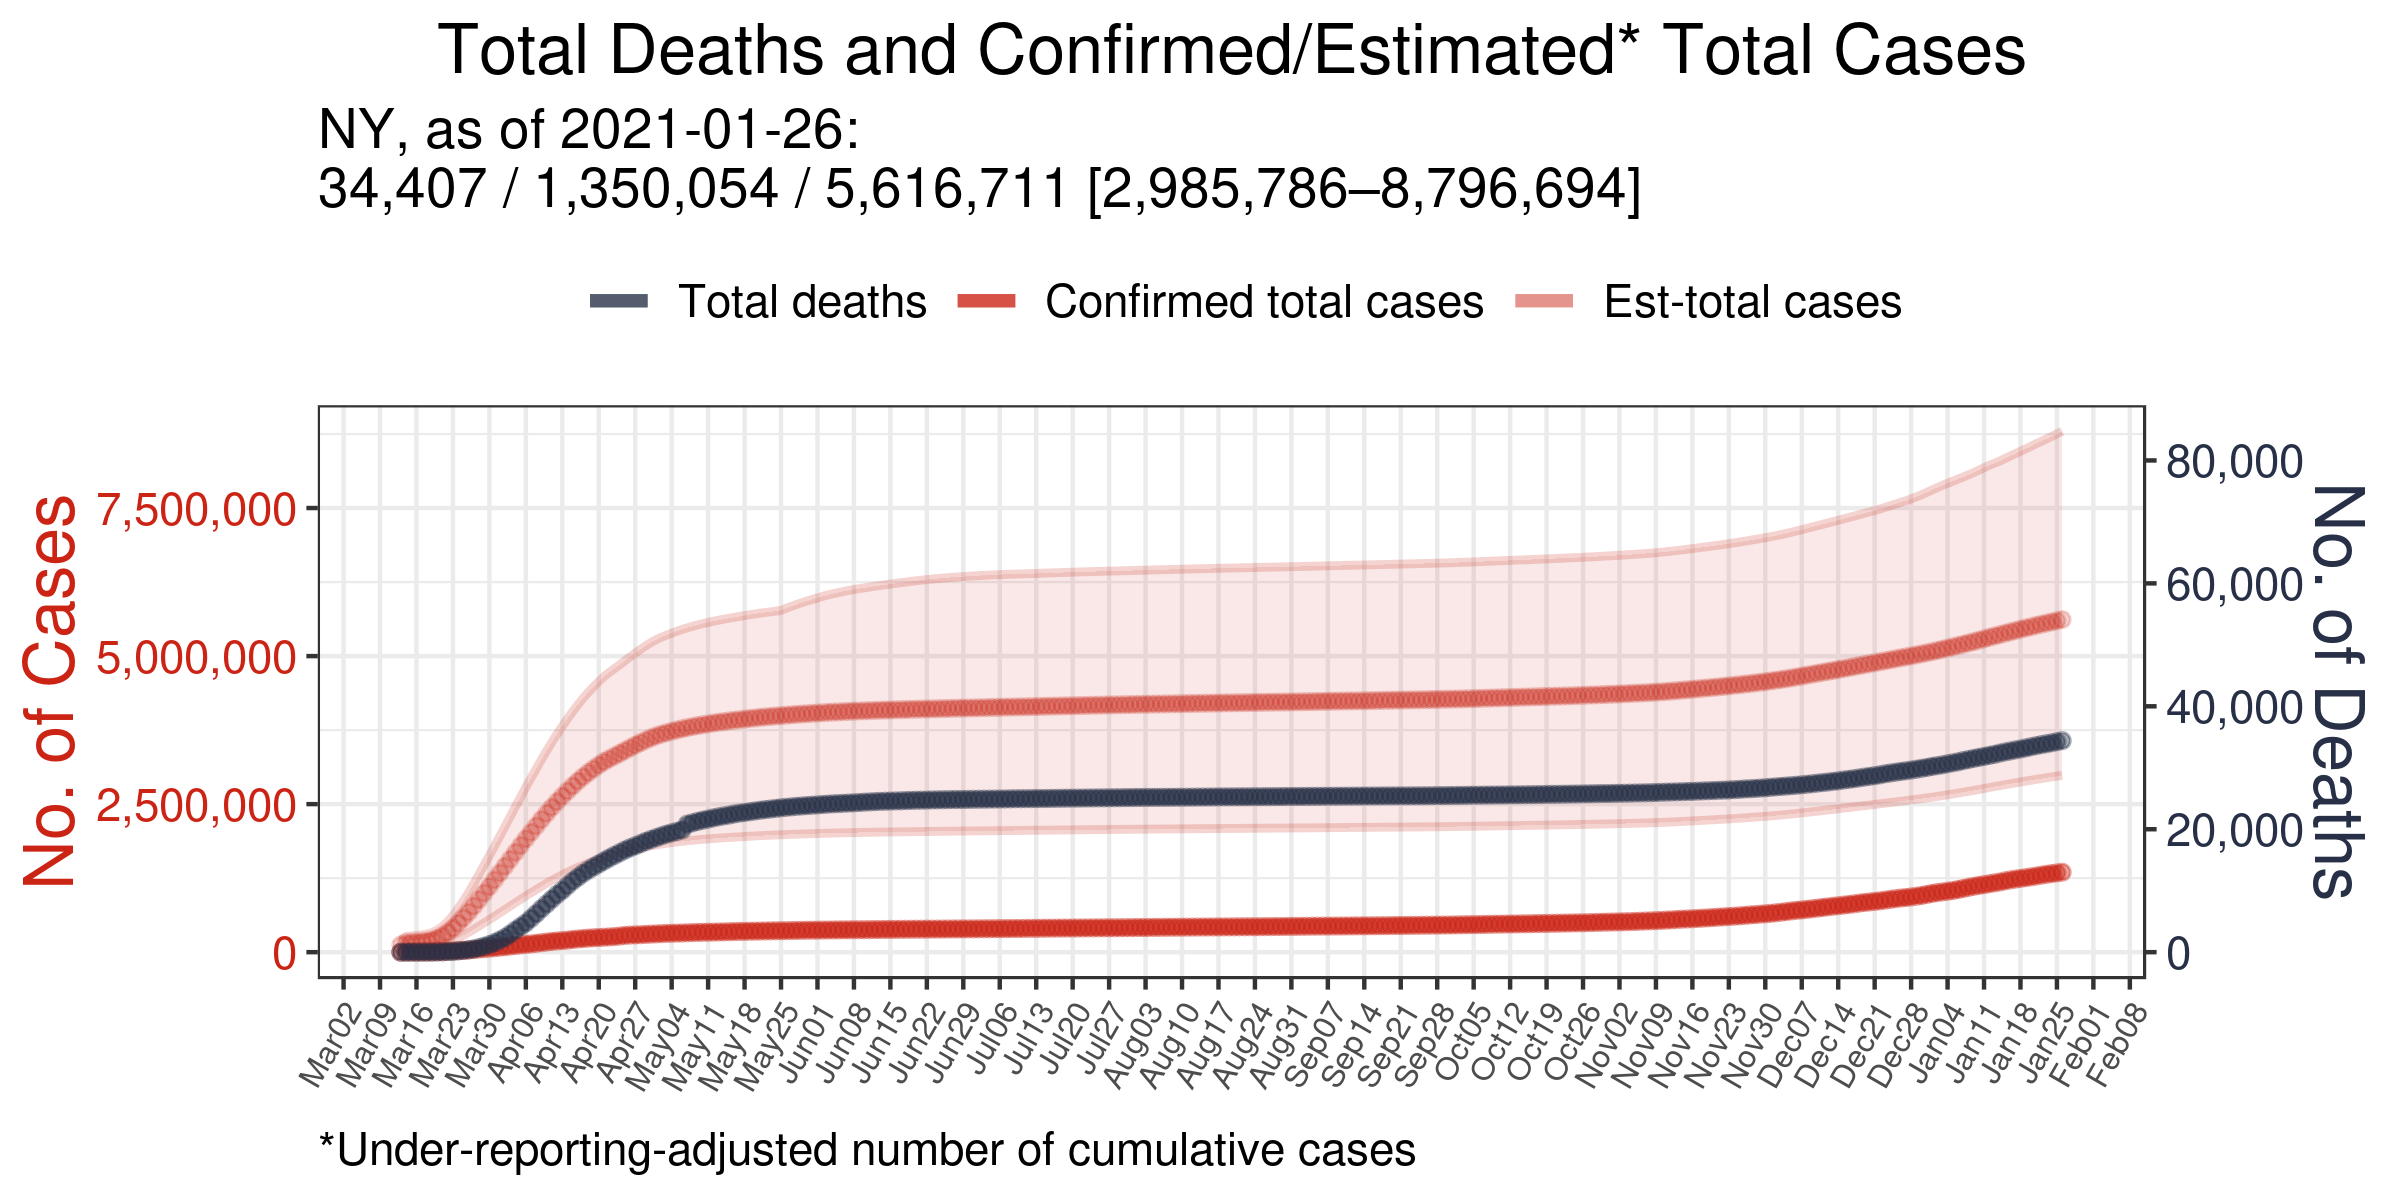 Total Deaths and Confirmed/Estimated* Total Cases
NY, as of 2021-01-26:
34,407 / 1,350,054 / 5,616,711 [2,985,786–8,796,694]
Total deaths
Confirmed total cases
Est-total cases
No. of Cases
7,500,000
5,000,000
2,500,000
0
80,000
60,000
40,000
20,000
0
No. of Deaths
Mar02
Mar09
Mar16
Mar23
Mar30
Apr06
Apr13
Apr20
Apr27
May04
May11
May18
May25
Jun01
Jun08
Jun15
Jun22
Jun29
Jul06
Jul13
Jul20
Jul27
Aug03
Aug10
Aug17
Aug24
Aug31
Sep07
Sep14
Sep21
Sep28
Oct05
Oct12
Oct19
Oct26
Nov02
Nov09
Nov16
Nov23
Nov30
Dec07
Dec14
Dec21
Dec28
Jan04
Jan11
Jan18
Jan25
Feb01
Feb08
*Under-reporting-adjusted number of cumulative cases